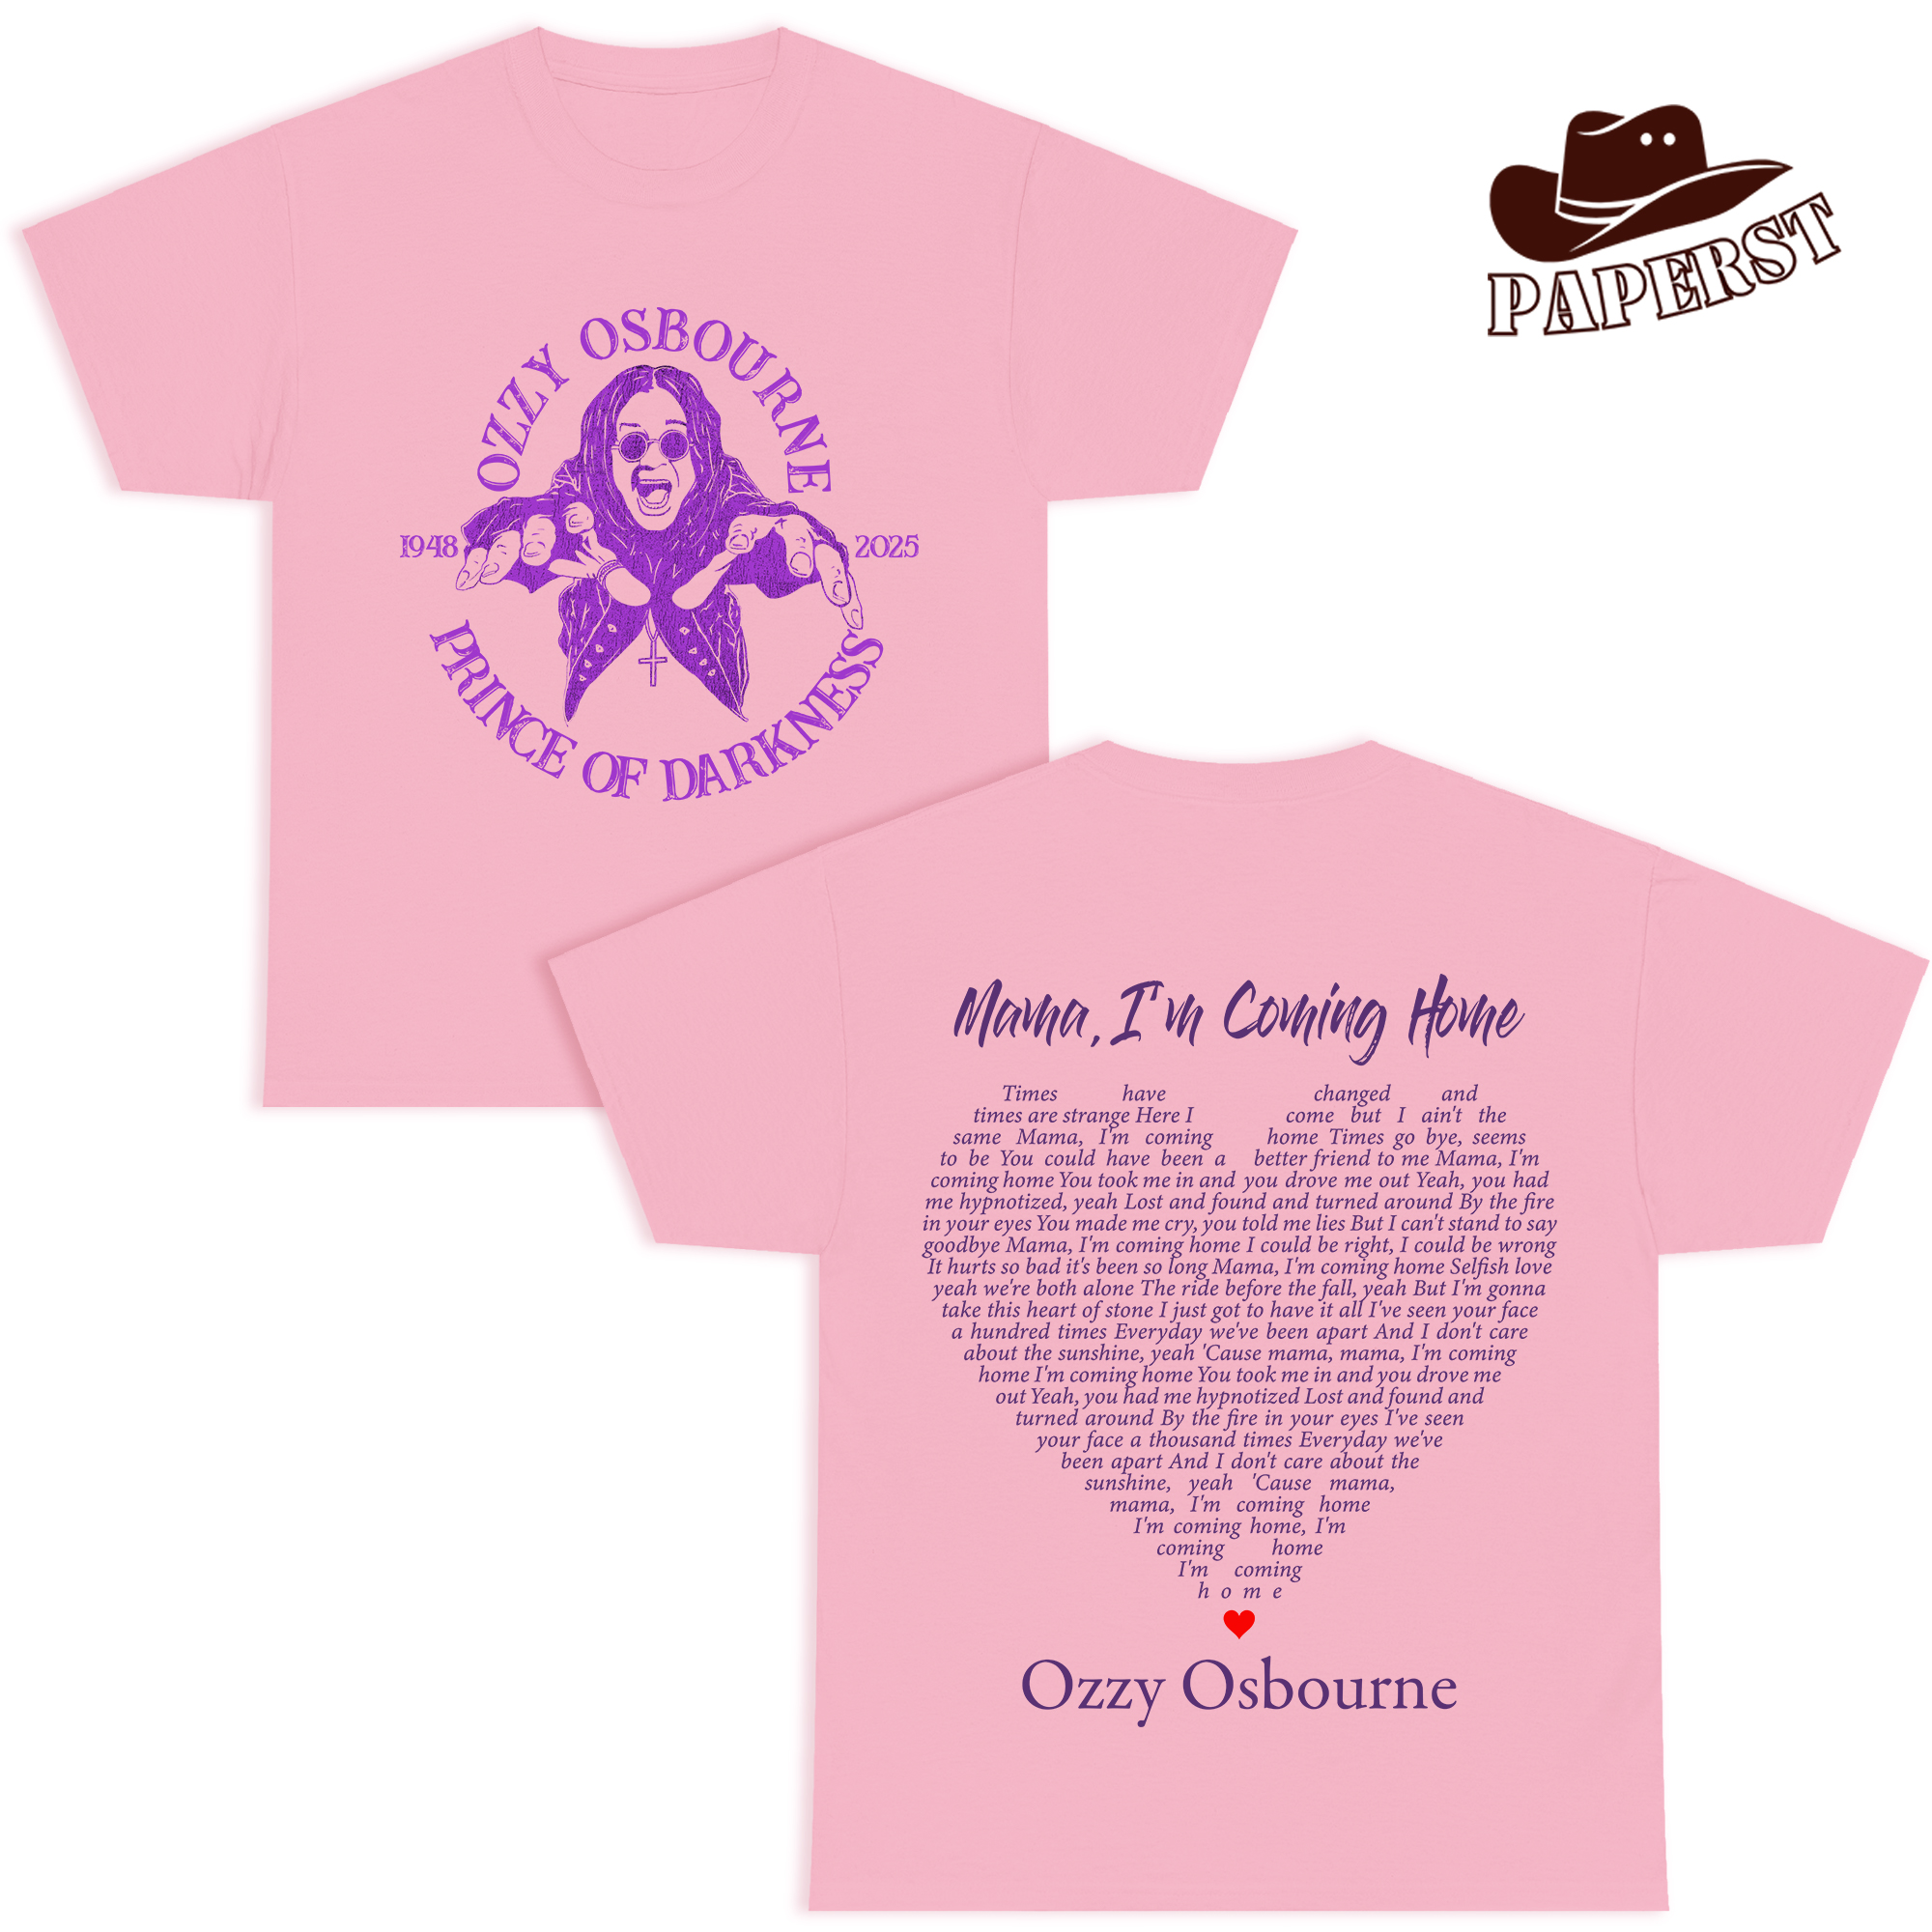 PAPERST
OZZY OSBOURNE
1948
2025
PRINCE OF DARKNESS
Mama, I'm Coming Home
Times have changed and
times are strange Here I come but I ain't the
same Mama, I'm coming home Times go bye, seems
to be You could have been a better friend to me Mama, I'm
coming home You took me in and you drove me out Yeah, you had
me hypnotized, yeah Lost and found and turned around By the fire
in your eyes You made me cry, you told me lies But I can't stand to say
goodbye Mama, I'm coming home I could be right, I could be wrong
It hurts so bad it's been so long Mama, I'm coming home Selfish love
yeah we're both alone The ride before the fall, yeah But I'm gonna
take this heart of stone I just got to have it all I've seen your face
a hundred times Everyday we've been apart And I don't care
about the sunshine, yeah 'Cause mama, mama, I'm coming
home I'm coming home You took me in and you drove me
out Yeah, you had me hypnotized Lost and found and
turned around By the fire in your eyes I've seen
your face a thousand times Everyday we've
been apart And I don't care about the
sunshine, yeah 'Cause mama,
mama, I'm coming home
I'm coming home, I'm
coming home
I'm coming
home
Ozzy Osbourne